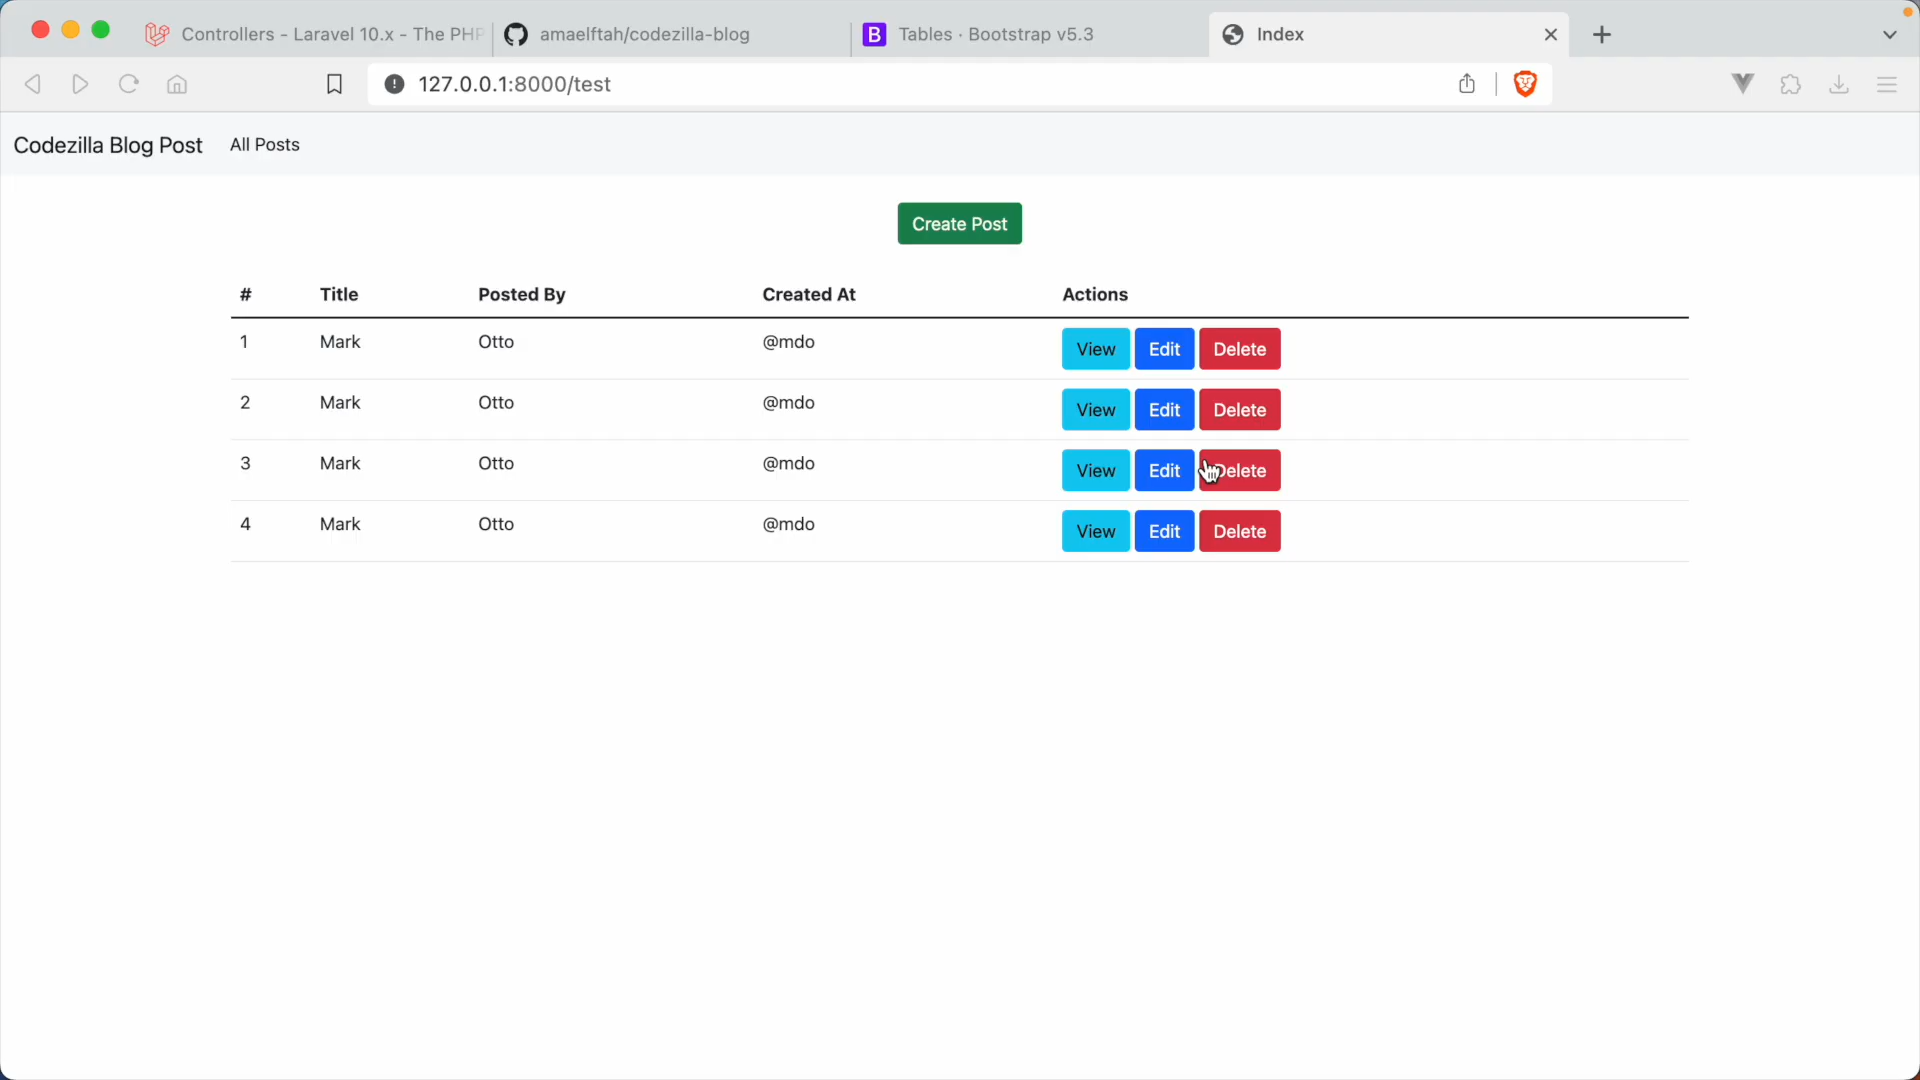 Controllers - Laravel 10.x - The PHP
amaelftah/codezilla-blog
B Tables · Bootstrap v5.3
Index
127.0.0.1:8000/test
Codezilla Blog Post All Posts
Create Post
# Title Posted By Created At Actions
1 Mark Otto @mdo View Edit Delete
2 Mark Otto @mdo View Edit Delete
3 Mark Otto @mdo View Edit Delete
4 Mark Otto @mdo View Edit Delete